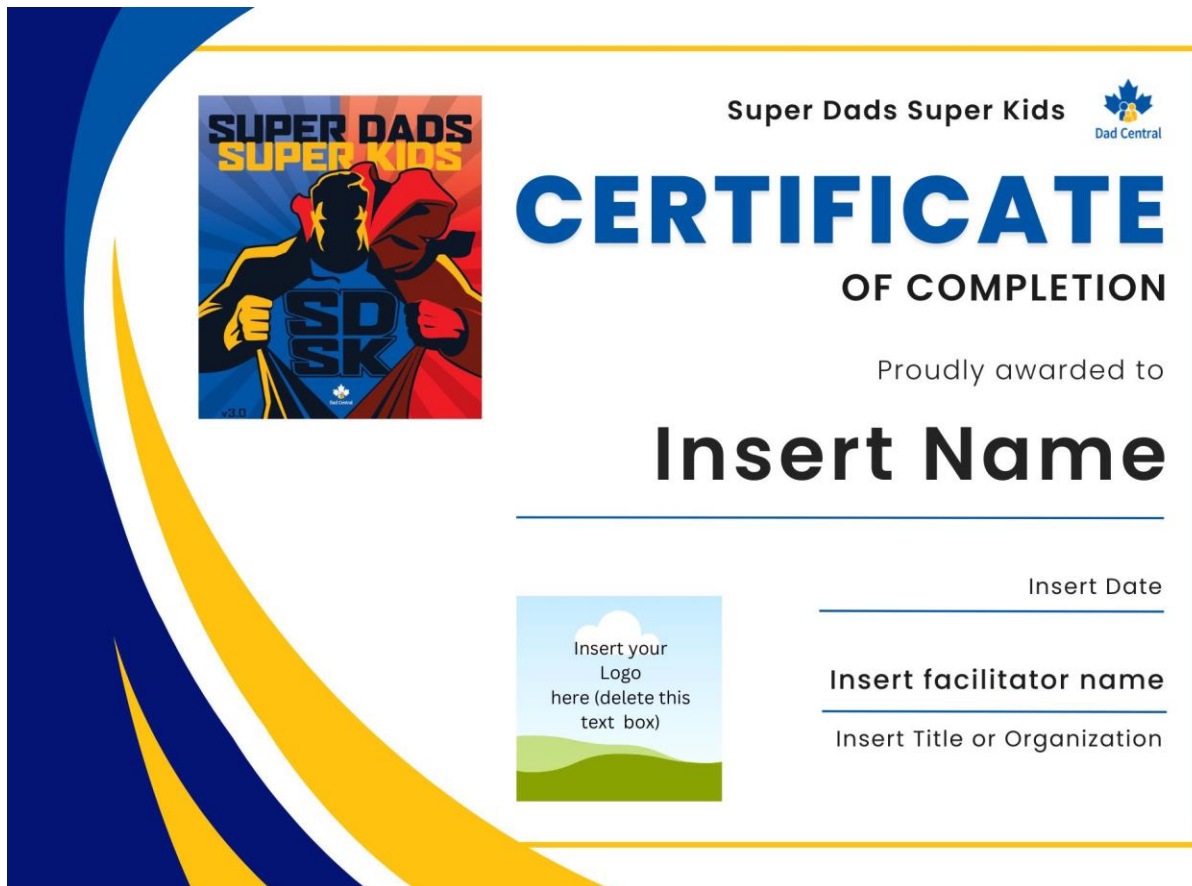 SUPER DADS
SUPER KIDS
SD
SK
Dad Central
v3.0
Super Dads Super Kids
Dad Central
CERTIFICATE
OF COMPLETION
Proudly awarded to
Insert Name
Insert Date
Insert your
Logo
here (delete this
text box)
Insert facilitator name
Insert Title or Organization